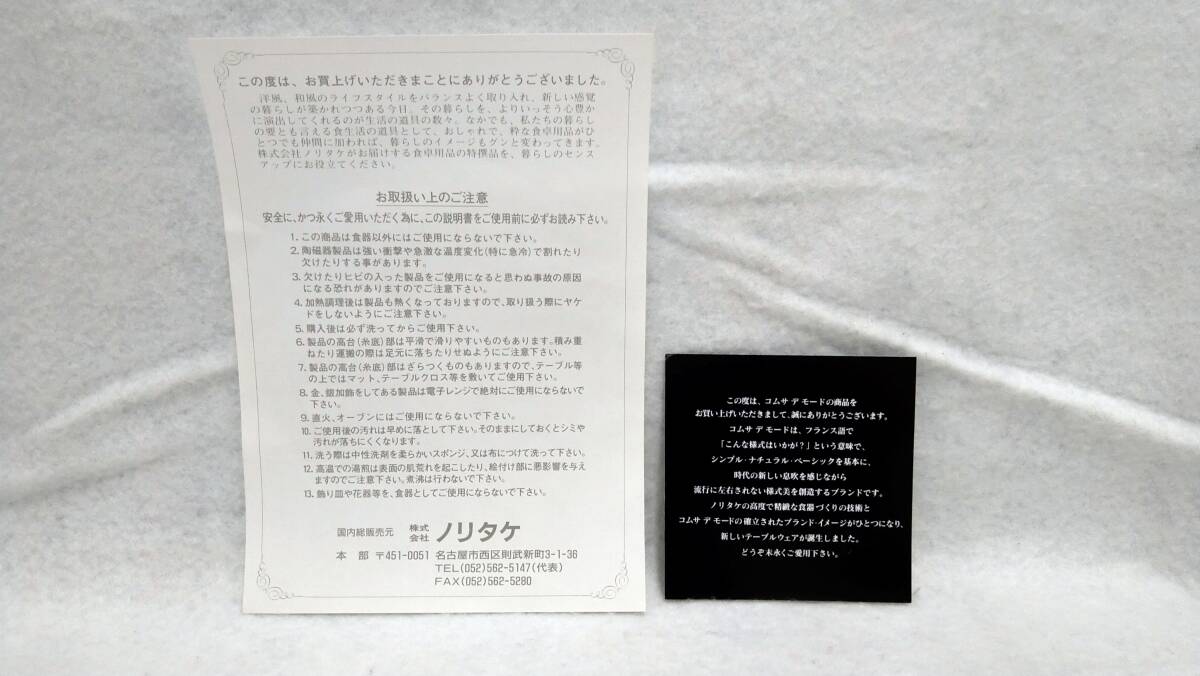 この度は、お買上げいただきまことにありがとうございました。
洋風、和風のライフスタイルをバランスよく取り入れ、新しい感覚
の暮らしが築かれつつある今日。その暮らしを、よりいっそう心豊か
に演出してくれるのが生活の道具の数々。なかでも、私たちの暮らし
の要とも言える食生活の道具として、おしゃれで、粋な食卓用品がひ
とつでも仲間に加われば、暮らしのイメージもグンと変わってきます。
株式会社ノリタケがお届けする食卓用品の特撰品を、暮らしのセンス
アップにお役立てください。
お取扱い上のご注意
安全に、かつ永くご愛用いただく為に、この説明書をご使用前に必ずお読み下さい。
1. この商品は食器以外にはご使用にならないで下さい。
2. 陶磁器製品は強い衝撃や急激な温度変化(特に急冷)で割れたり
欠けたりする事があります。
3. 欠けたりヒビの入った製品をご使用になると思わぬ事故の原因
になる恐れがありますのでご注意下さい。
4. 加熱調理後は製品も熱くなっておりますので、取り扱う際にヤケ
ドをしないようにご注意下さい。
5. 購入後は必ず洗ってからご使用下さい。
6. 製品の高台(糸底)部は平滑で滑りやすいものもあります。積み重
ねたり運搬の際は足元に落ちたりせぬようにご注意下さい。
7. 製品の高台(糸底)部はざらつくものもありますので、テーブル等
の上ではマット、テーブルクロス等を敷いてご使用下さい。
8. 金、銀加飾をしてある製品は電子レンジで絶対にご使用にならないで
下さい。
9. 直火、オーブンにはご使用にならないで下さい。
10. ご使用後の汚れは早めに落として下さい。そのままにしておくとシミや
汚れが落ちにくくなります。
11. 洗う際は中性洗剤を柔らかいスポンジ、又は布につけて洗って下さい。
12. 高温での湯煎は表面の肌荒れを起こしたり、絵付け部に悪影響を与え
ますのでご注意下さい。煮沸は行わないで下さい。
13. 飾り皿や花器等を、食器としてご使用にならないで下さい。
国内総販売元 株式会社 ノリタケ
本 部 〒451-0051 名古屋市西区則武新町3-1-36
TEL(052)562-5147(代表)
FAX(052)562-5280
この度は、コムサ デ モードの商品を
お買い上げいただきまして、誠にありがとうございます。
コムサ デ モードは、フランス語で
「こんな様式はいかが?」という意味で、
シンプル・ナチュラル・ベーシックを基本に、
時代の新しい息吹を感じながら
流行に左右されない様式美を創造するブランドです。
ノリタケの高度で精緻な食器づくりの技術と
コムサ デ モードの確立されたブランド・イメージがひとつになり、
新しいテーブルウェアが誕生しました。
どうぞ末永くご愛用下さい。